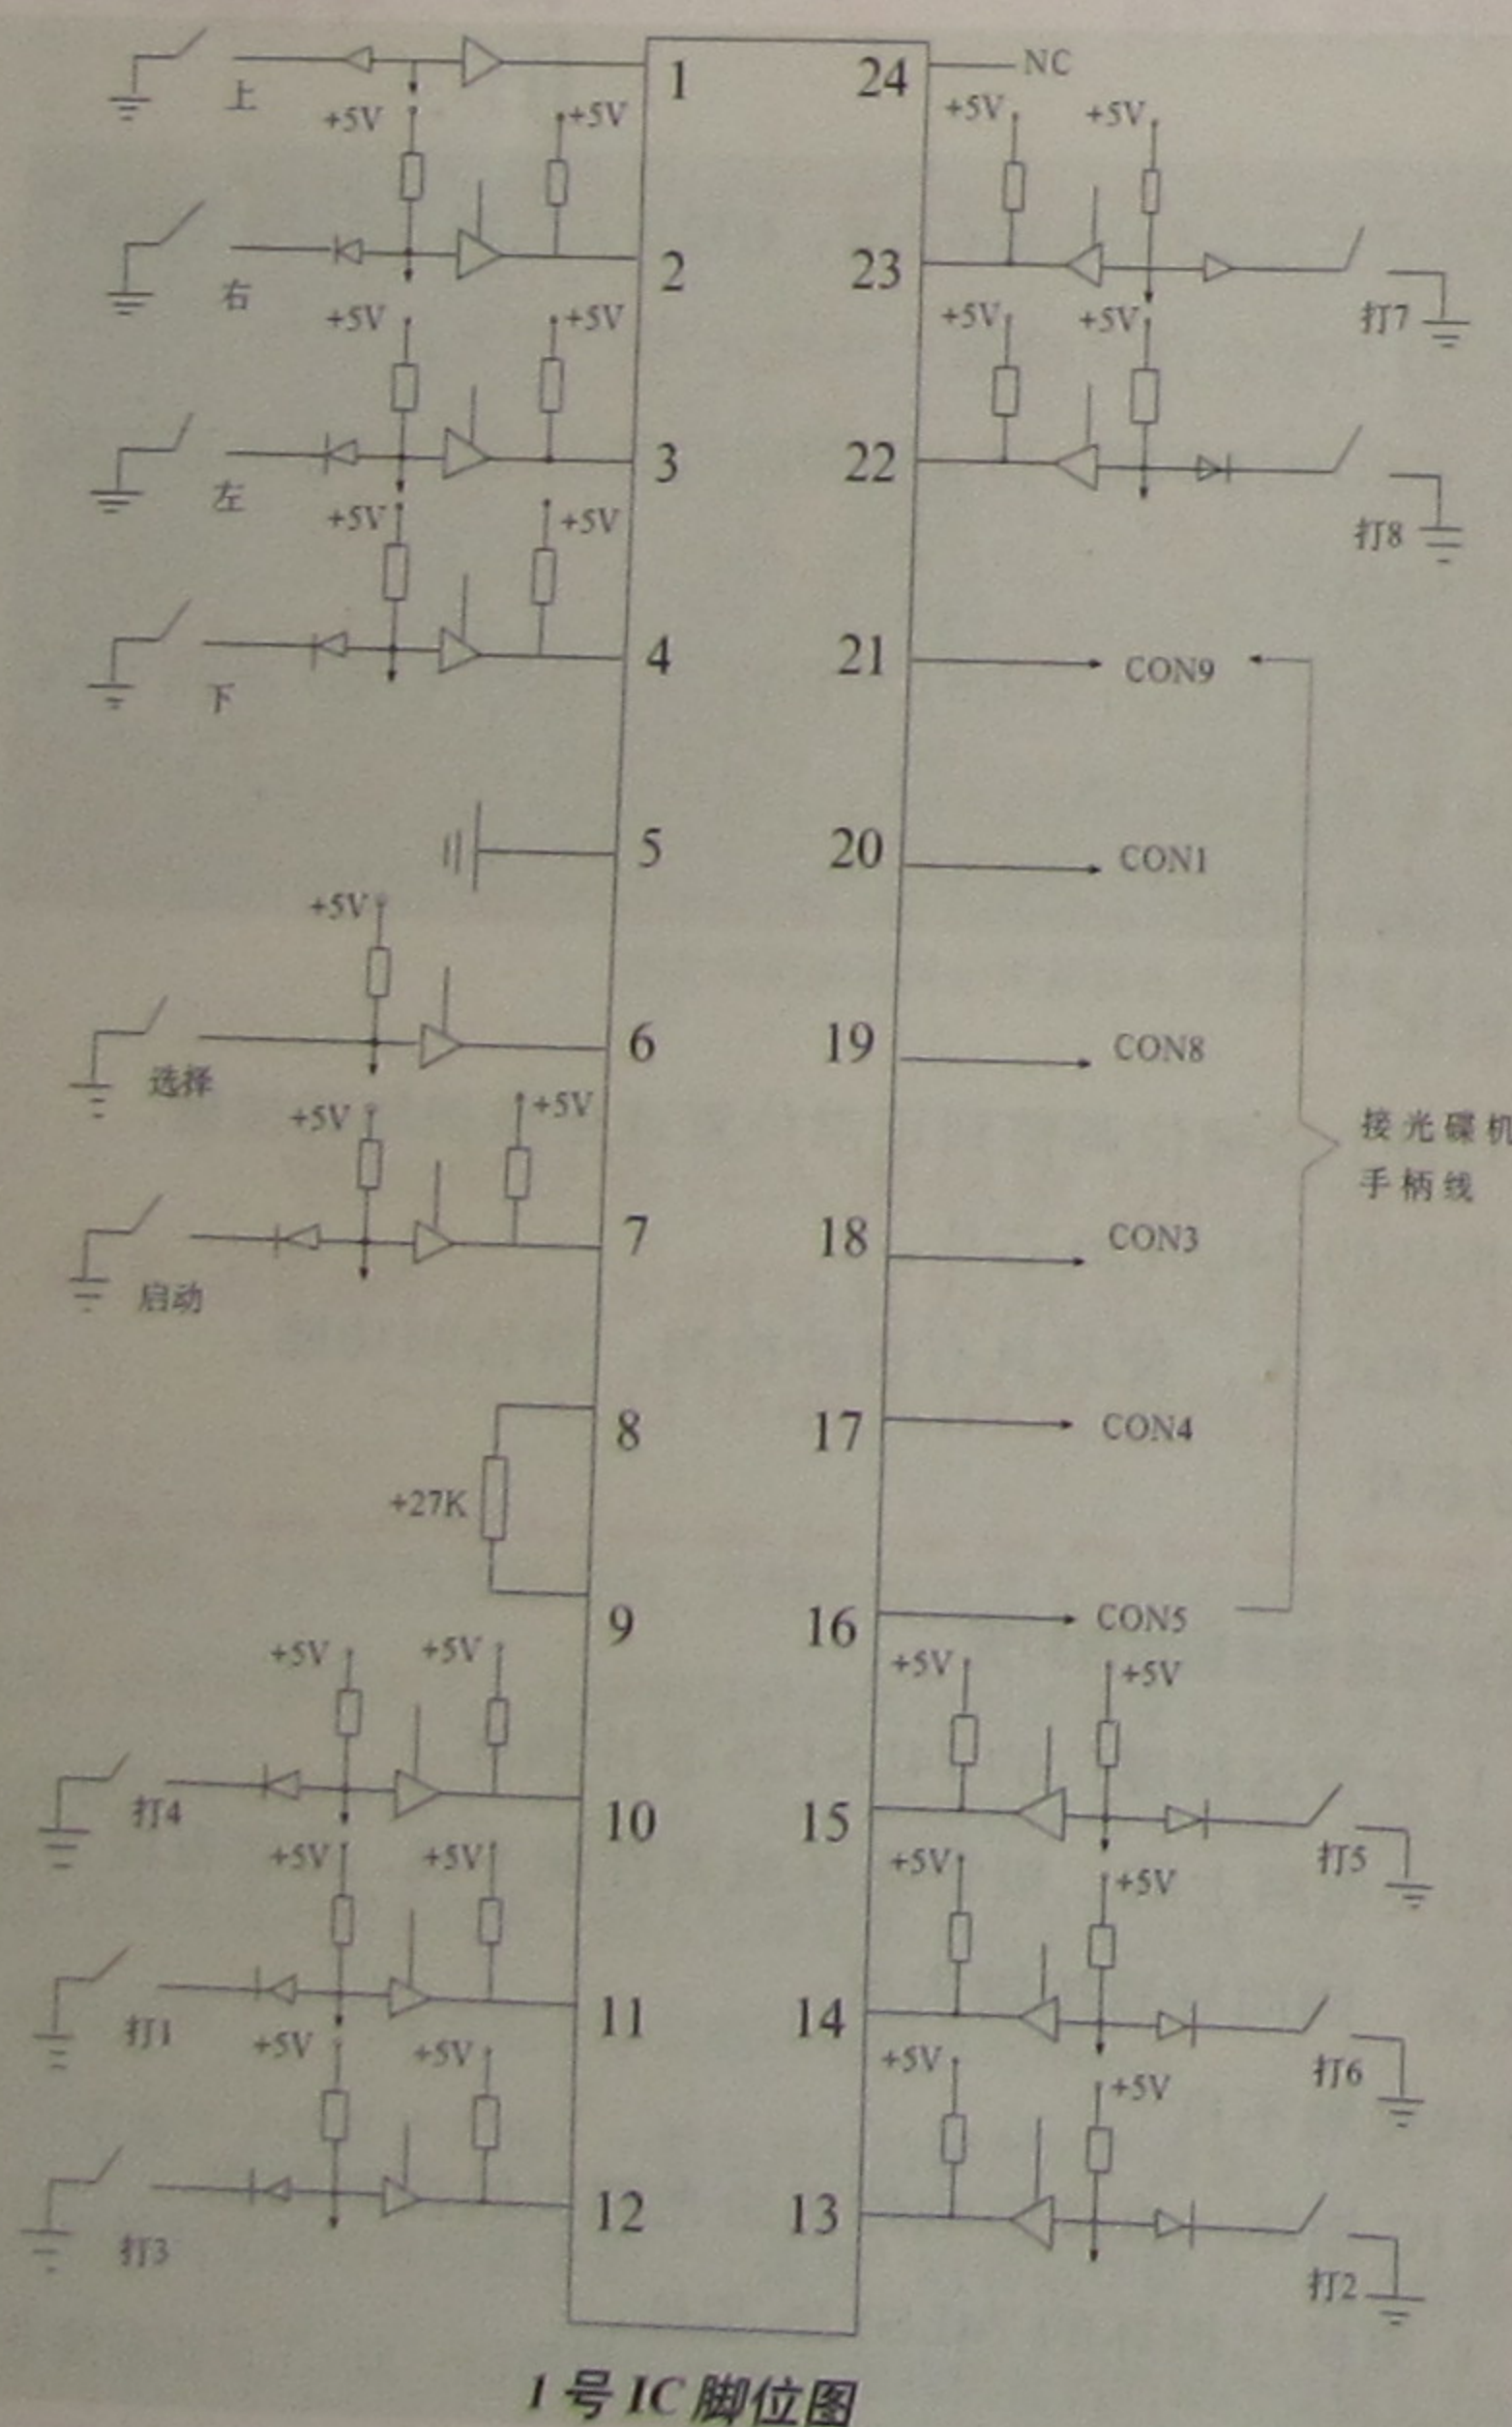 1
24
NC
上
+5V
+5V
+5V
+5V
2
23
右
打7
+5V
+5V
+5V
+5V
3
22
左
打8
+5V
+5V
4
21
CON9
下
5
20
CON1
+5V
6
19
CON8
选择
+5V
+5V
接光碟机
手柄线
7
18
CON3
启动
8
17
CON4
+27K
9
16
CON5
+5V
+5V
+5V
+5V
打4
10
15
打5
+5V
+5V
+5V
+5V
打1
11
14
打6
+5V
+5V
+5V
+5V
打3
12
13
打2
1号IC脚位图